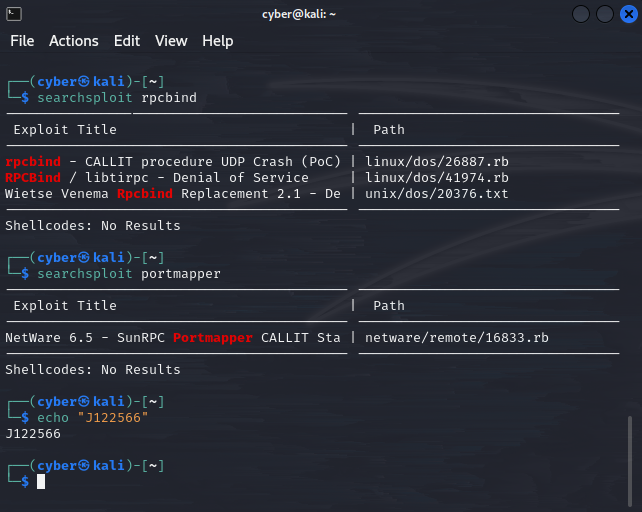 cyber@kali: ~
File Actions Edit View Help
┌──(cyber㉿kali)-[~]
└─$ searchsploit rpcbind
Exploit Title | Path
rpcbind - CALLIT procedure UDP Crash (PoC) | linux/dos/26887.rb
RPCBind / libtirpc - Denial of Service | linux/dos/41974.rb
Wietse Venema Rpcbind Replacement 2.1 - De | unix/dos/20376.txt
Shellcodes: No Results
┌──(cyber㉿kali)-[~]
└─$ searchsploit portmapper
Exploit Title | Path
NetWare 6.5 - SunRPC Portmapper CALLIT Sta | netware/remote/16833.rb
Shellcodes: No Results
┌──(cyber㉿kali)-[~]
└─$ echo "J122566"
J122566
┌──(cyber㉿kali)-[~]
└─$